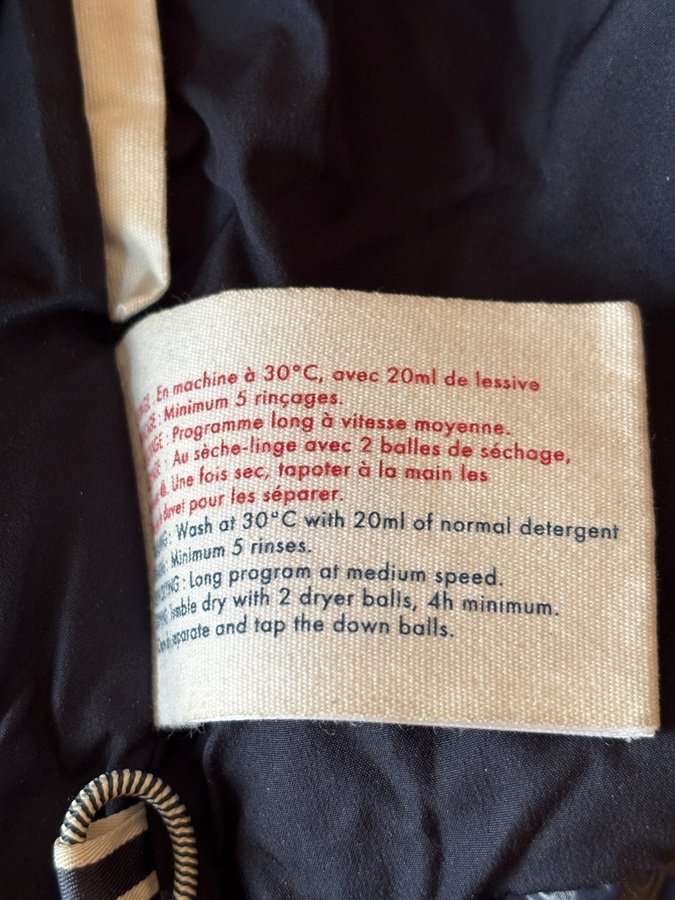 : En machine à 30°C, avec 20ml de lessive
: Minimum 5 rinçages.
: Programme long à vitesse moyenne.
: Au sèche-linge avec 2 balles de séchage,
Une fois sec, tapoter à la main les
pour les séparer.
: Wash at 30°C with 20ml of normal detergent
: Minimum 5 rinses.
: Long program at medium speed.
dry with 2 dryer balls, 4h minimum.
and tap the down balls.